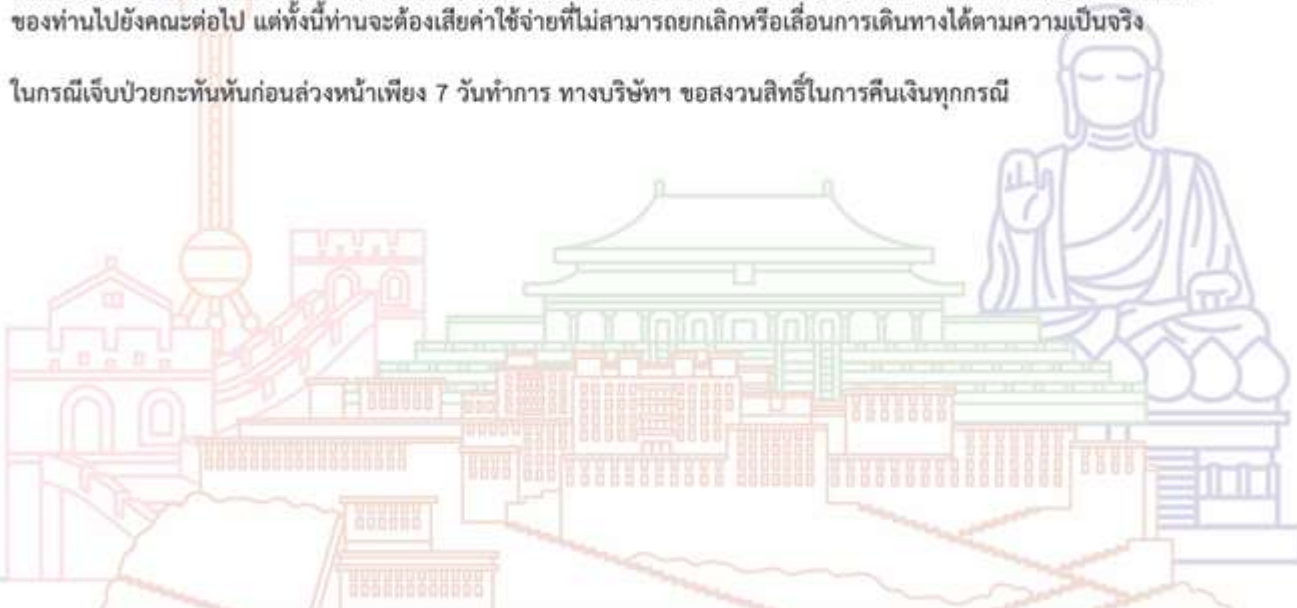 ของท่านไปยังคณะต่อไป แต่ทั้งนี้ท่านจะต้องเสียค่าใช้จ่ายที่ไม่สามารถยกเลิกหรือเลื่อนการเดินทางได้ตามความเป็นจริง
ในกรณีเจ็บป่วยกะทันหันก่อนล่วงหน้าเพียง 7 วันทำการ ทางบริษัทฯ ขอสงวนสิทธิ์ในการคืนเงินทุกกรณี